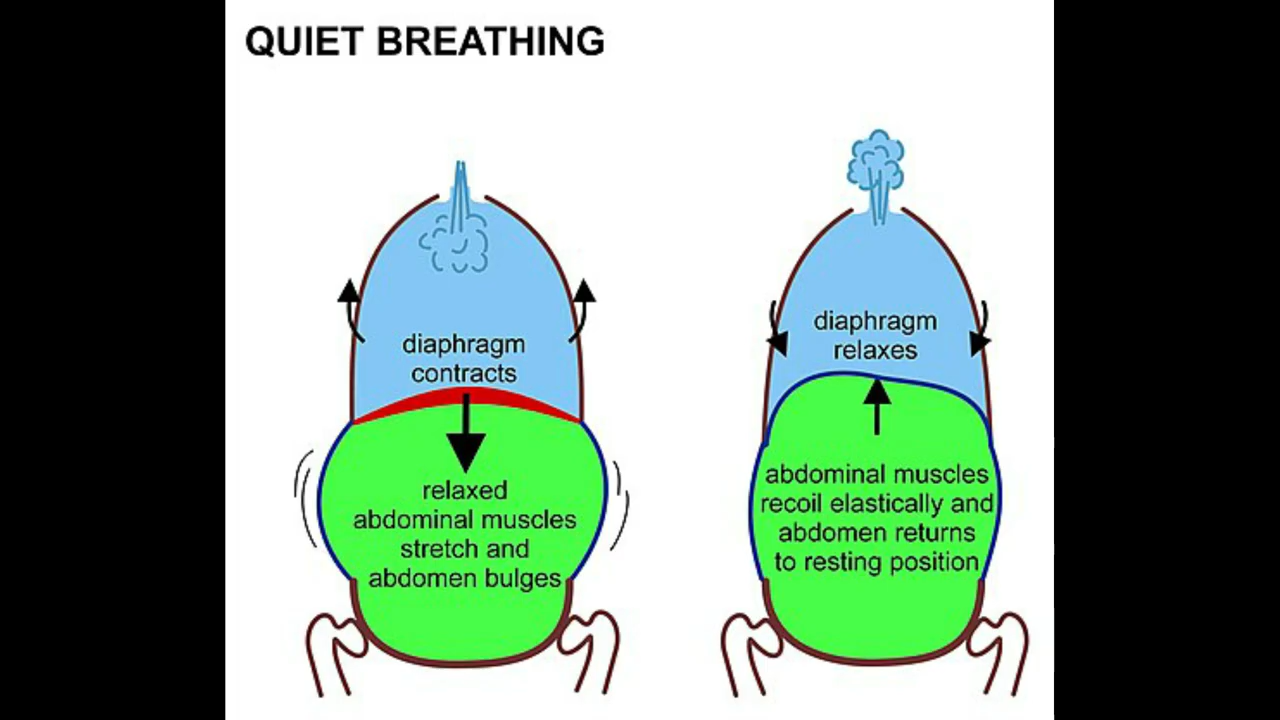 QUIET BREATHING
diaphragm
contracts
relaxed
abdominal muscles
stretch and
abdomen bulges
diaphragm
relaxes
abdominal muscles
recoil elastically and
abdomen returns
to resting position